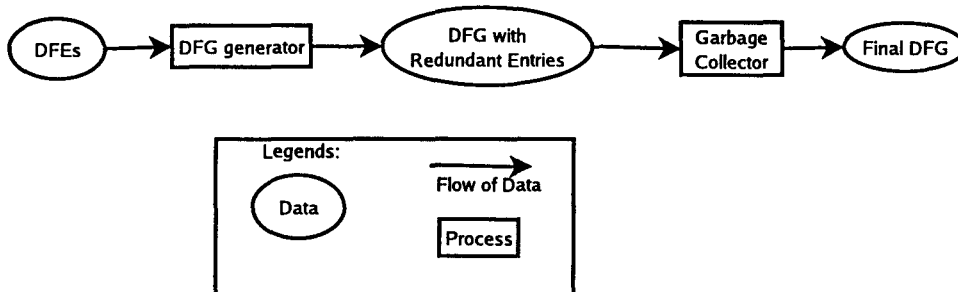 DFEs
DFG generator
DFG with
Redundant Entries
Garbage
Collector
Final DFG
Legends:
Data
Flow of Data
Process